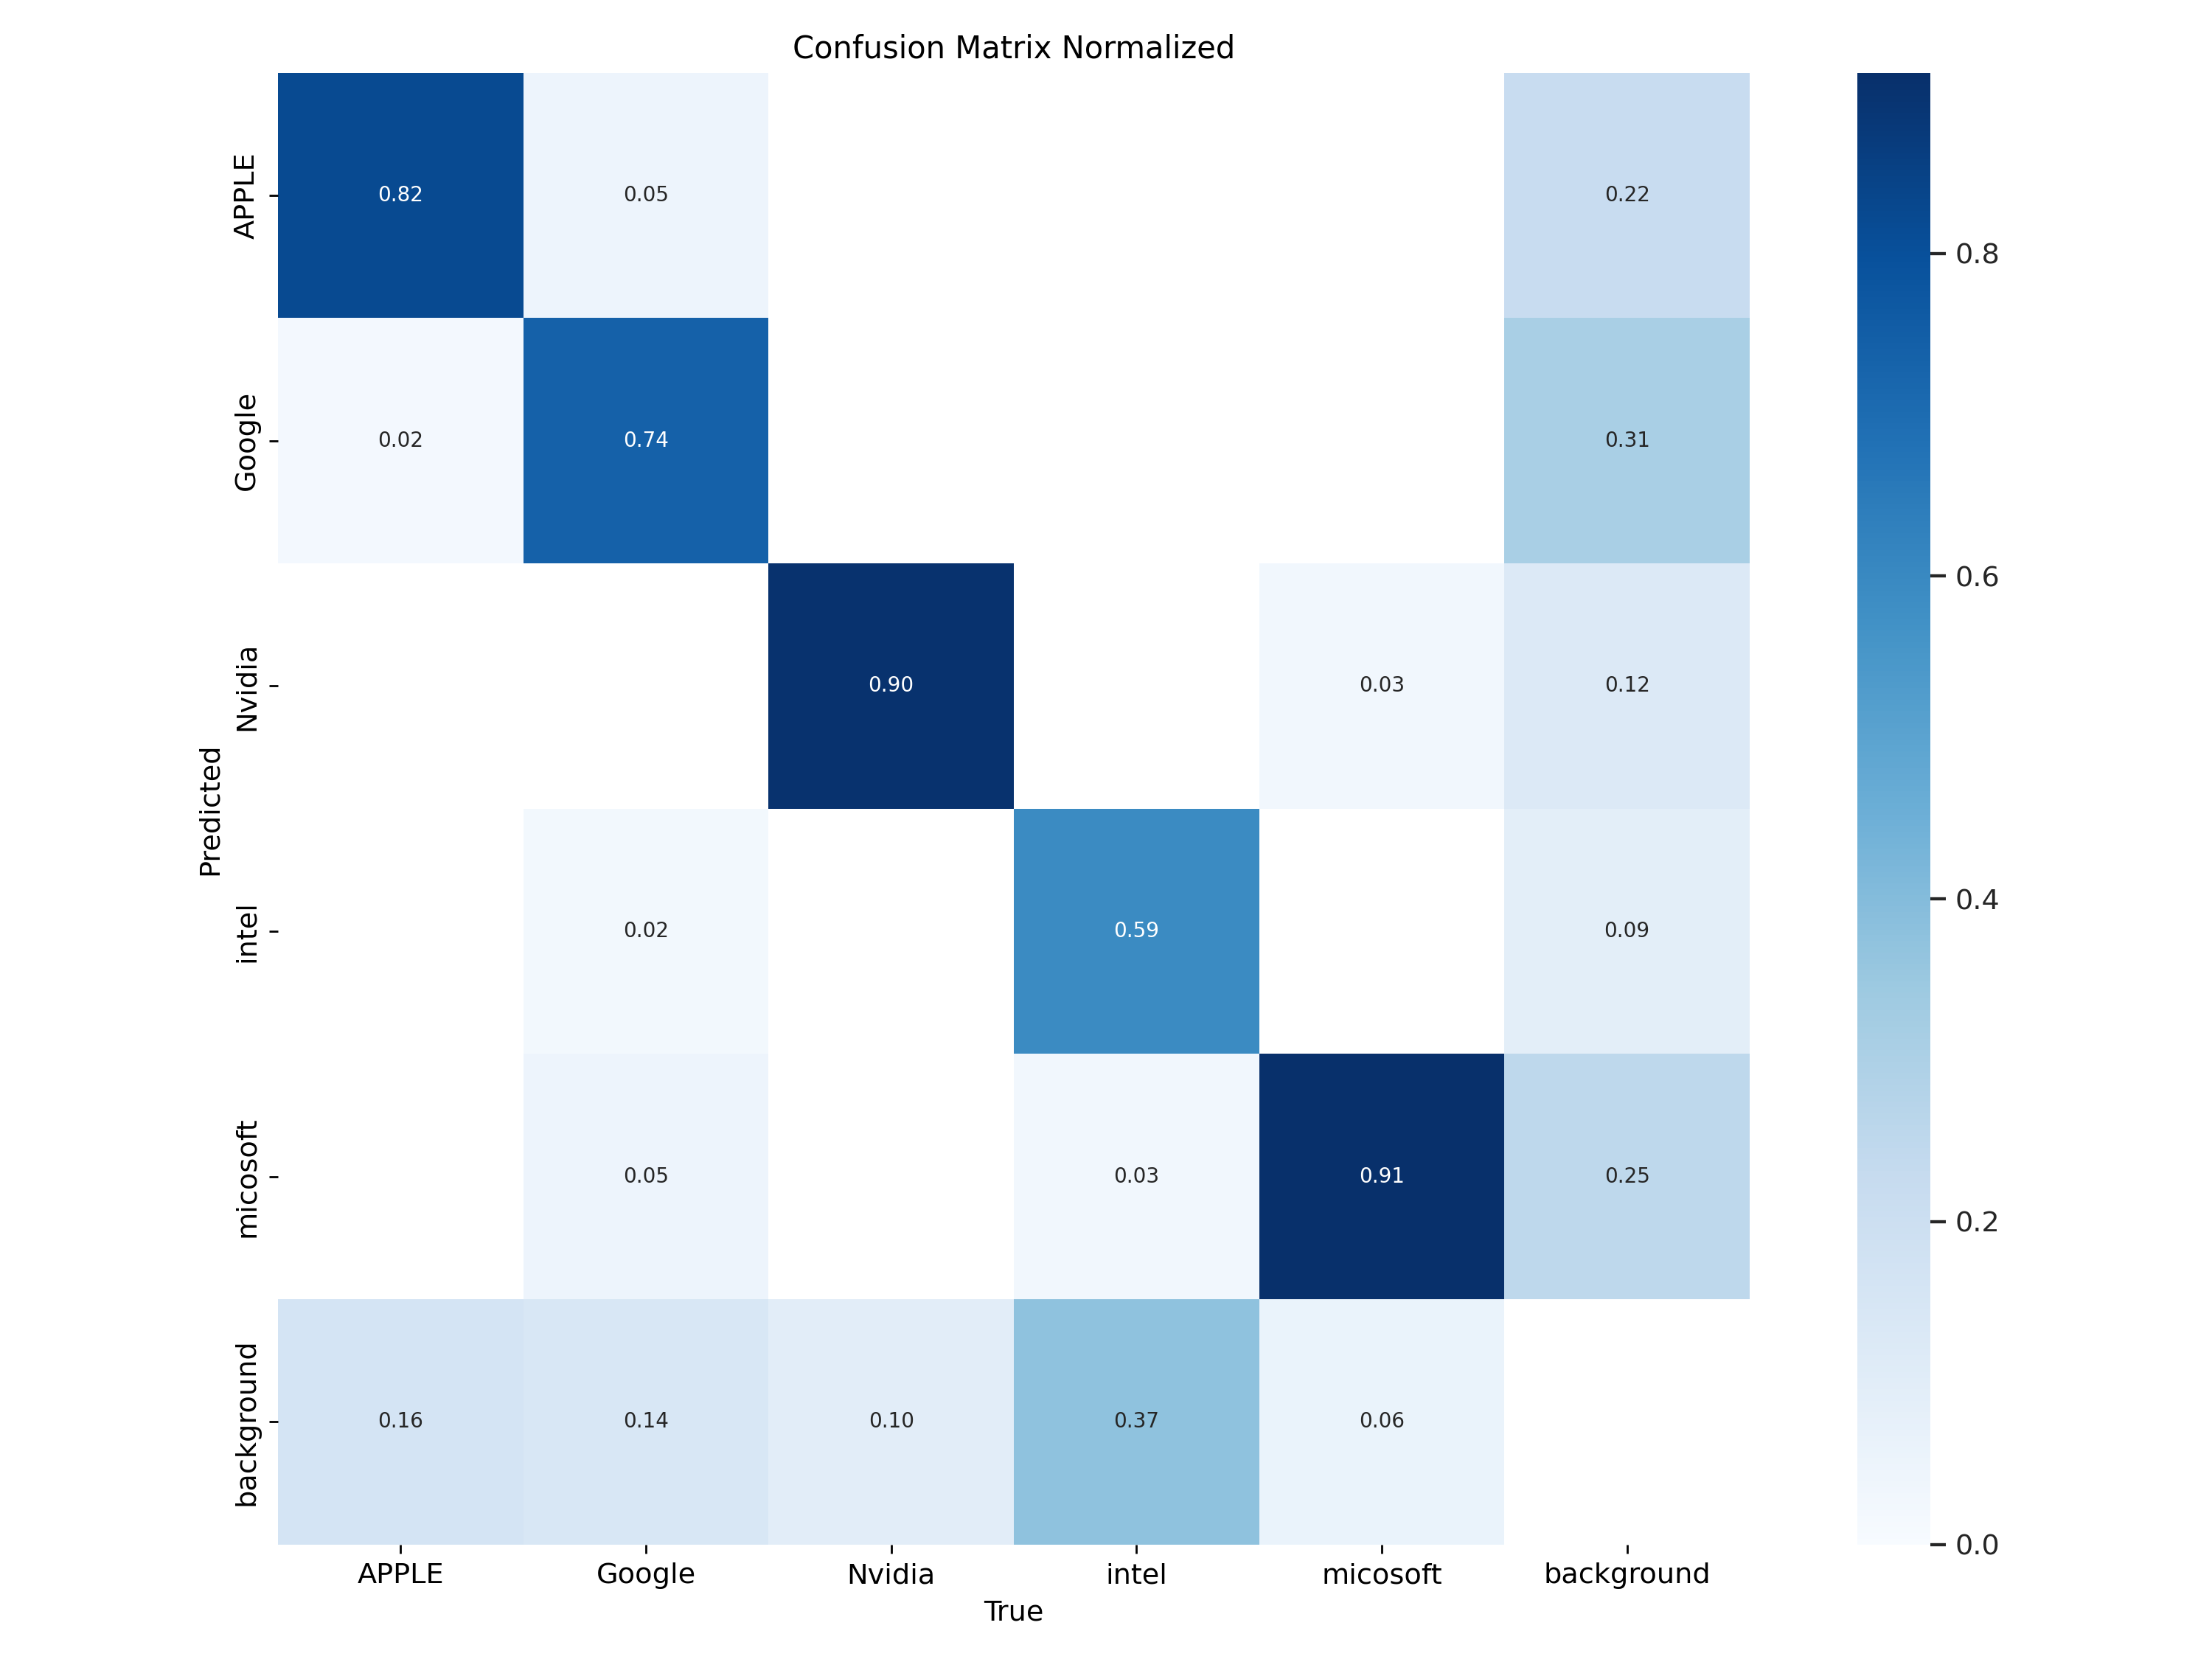 Confusion Matrix Normalized
APPLE 0.82 0.05 0.22
Google 0.02 0.74 0.31
Nvidia 0.90 0.03 0.12
intel 0.02 0.59 0.09
micosoft 0.05 0.03 0.91 0.25
background 0.16 0.14 0.10 0.37 0.06
Predicted
APPLE Google Nvidia intel micosoft background
True
0.8
0.6
0.4
0.2
0.0